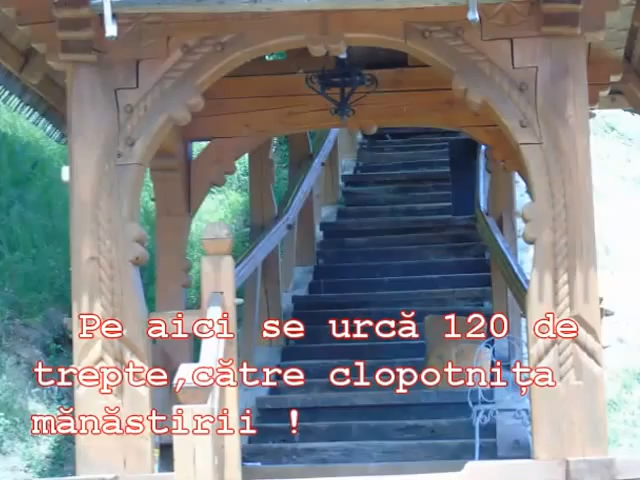 Pe aici se urcă 120 de
trepte,către clopotnița
mănăstirii !